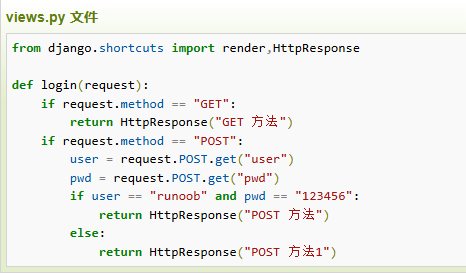 views.py 文件
from django.shortcuts import render,HttpResponse
def login(request):
    if request.method == "GET":
        return HttpResponse("GET 方法")
    if request.method == "POST":
        user = request.POST.get("user")
        pwd = request.POST.get("pwd")
        if user == "runoob" and pwd == "123456":
            return HttpResponse("POST 方法")
        else:
            return HttpResponse("POST 方法1")